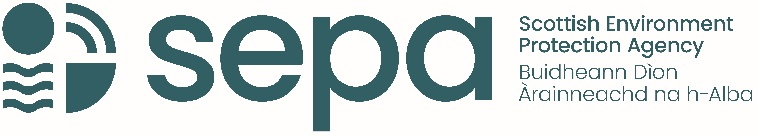 sepa
Scottish Environment
Protection Agency
Buidheann Dìon
Àrainneachd na h-Alba